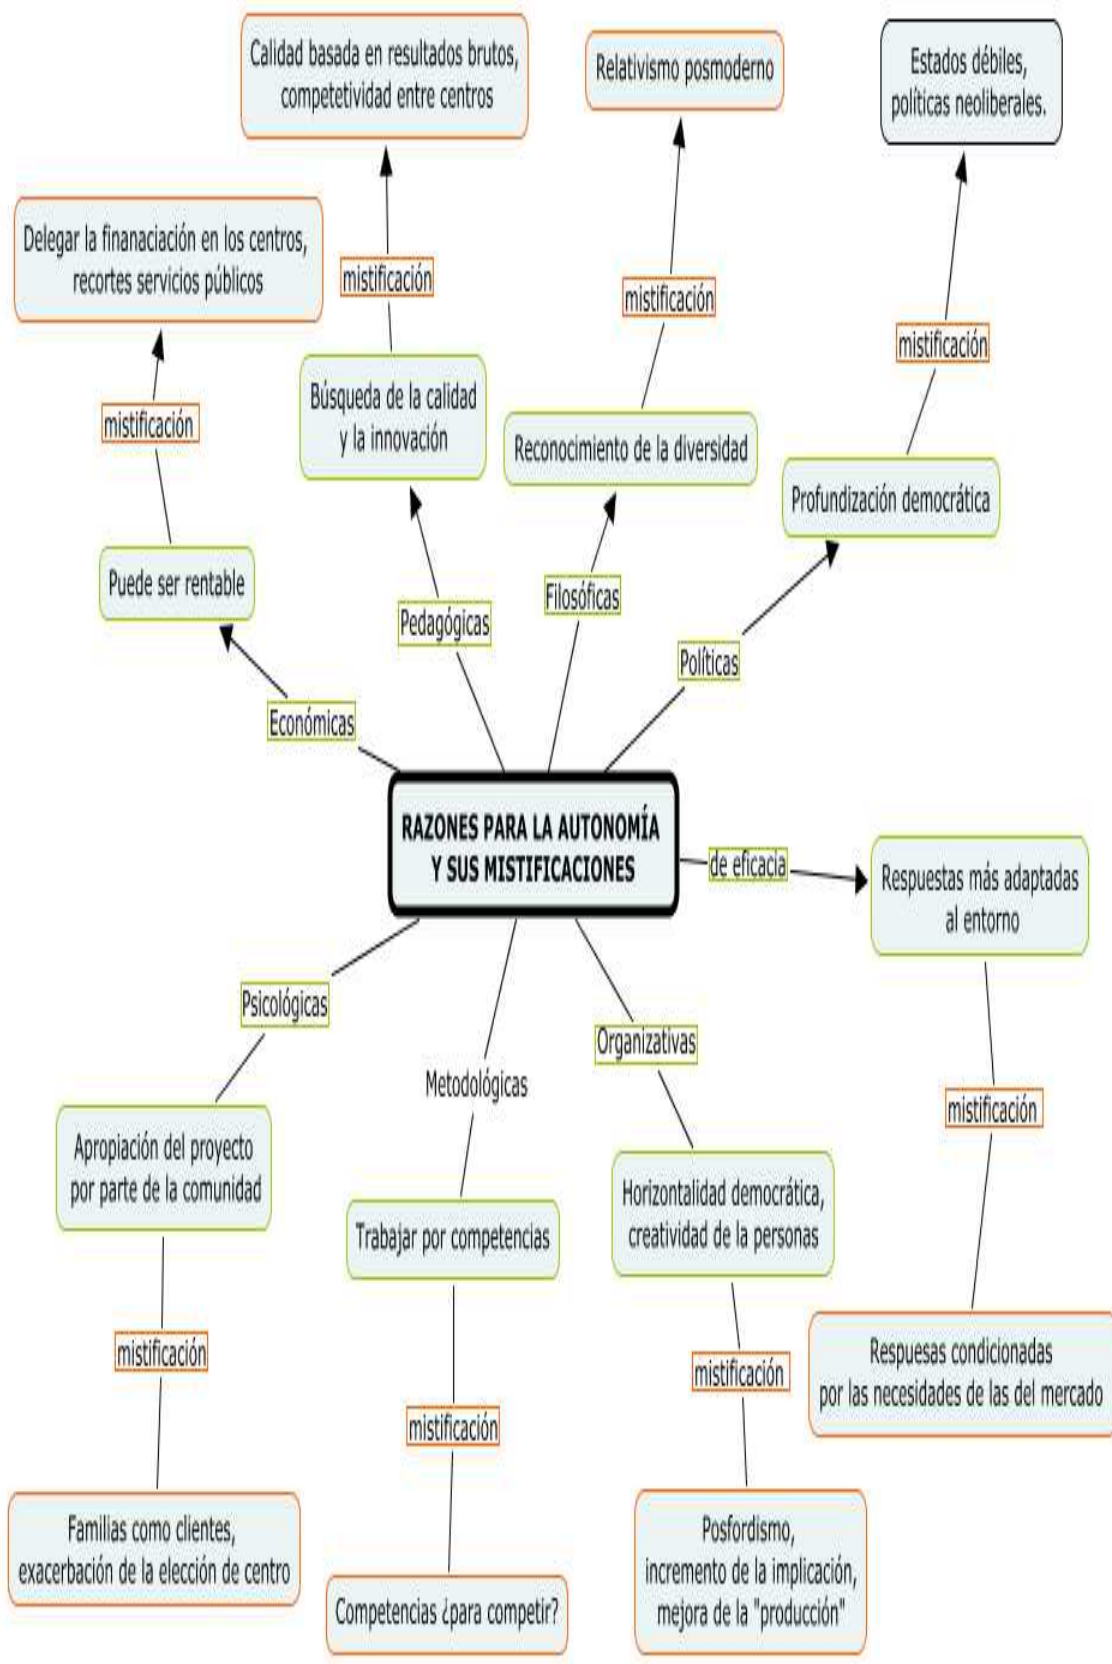 Calidad basada en resultados brutos,
competetividad entre centros
Relativismo posmoderno
Estados débiles,
políticas neoliberales.
Delegar la finanaciación en los centros,
recortes servicios públicos
mistificación
mistificación
mistificación
mistificación
Búsqueda de la calidad
y la innovación
Reconocimiento de la diversidad
Profundización democrática
Puede ser rentable
Pedagógicas
Filosóficas
Políticas
Económicas
RAZONES PARA LA AUTONOMÍA
Y SUS MISTIFICACIONES
de eficacia
Respuestas más adaptadas
al entorno
Psicológicas
Metodológicas
Organizativas
mistificación
Apropiación del proyecto
por parte de la comunidad
Trabajar por competencias
Horizontalidad democrática,
creatividad de la personas
mistificación
mistificación
mistificación
Respuesas condicionadas
por las necesidades de las del mercado
Familias como clientes,
exacerbación de la elección de centro
Competencias ¿para competir?
Posfordismo,
incremento de la implicación,
mejora de la "producción"